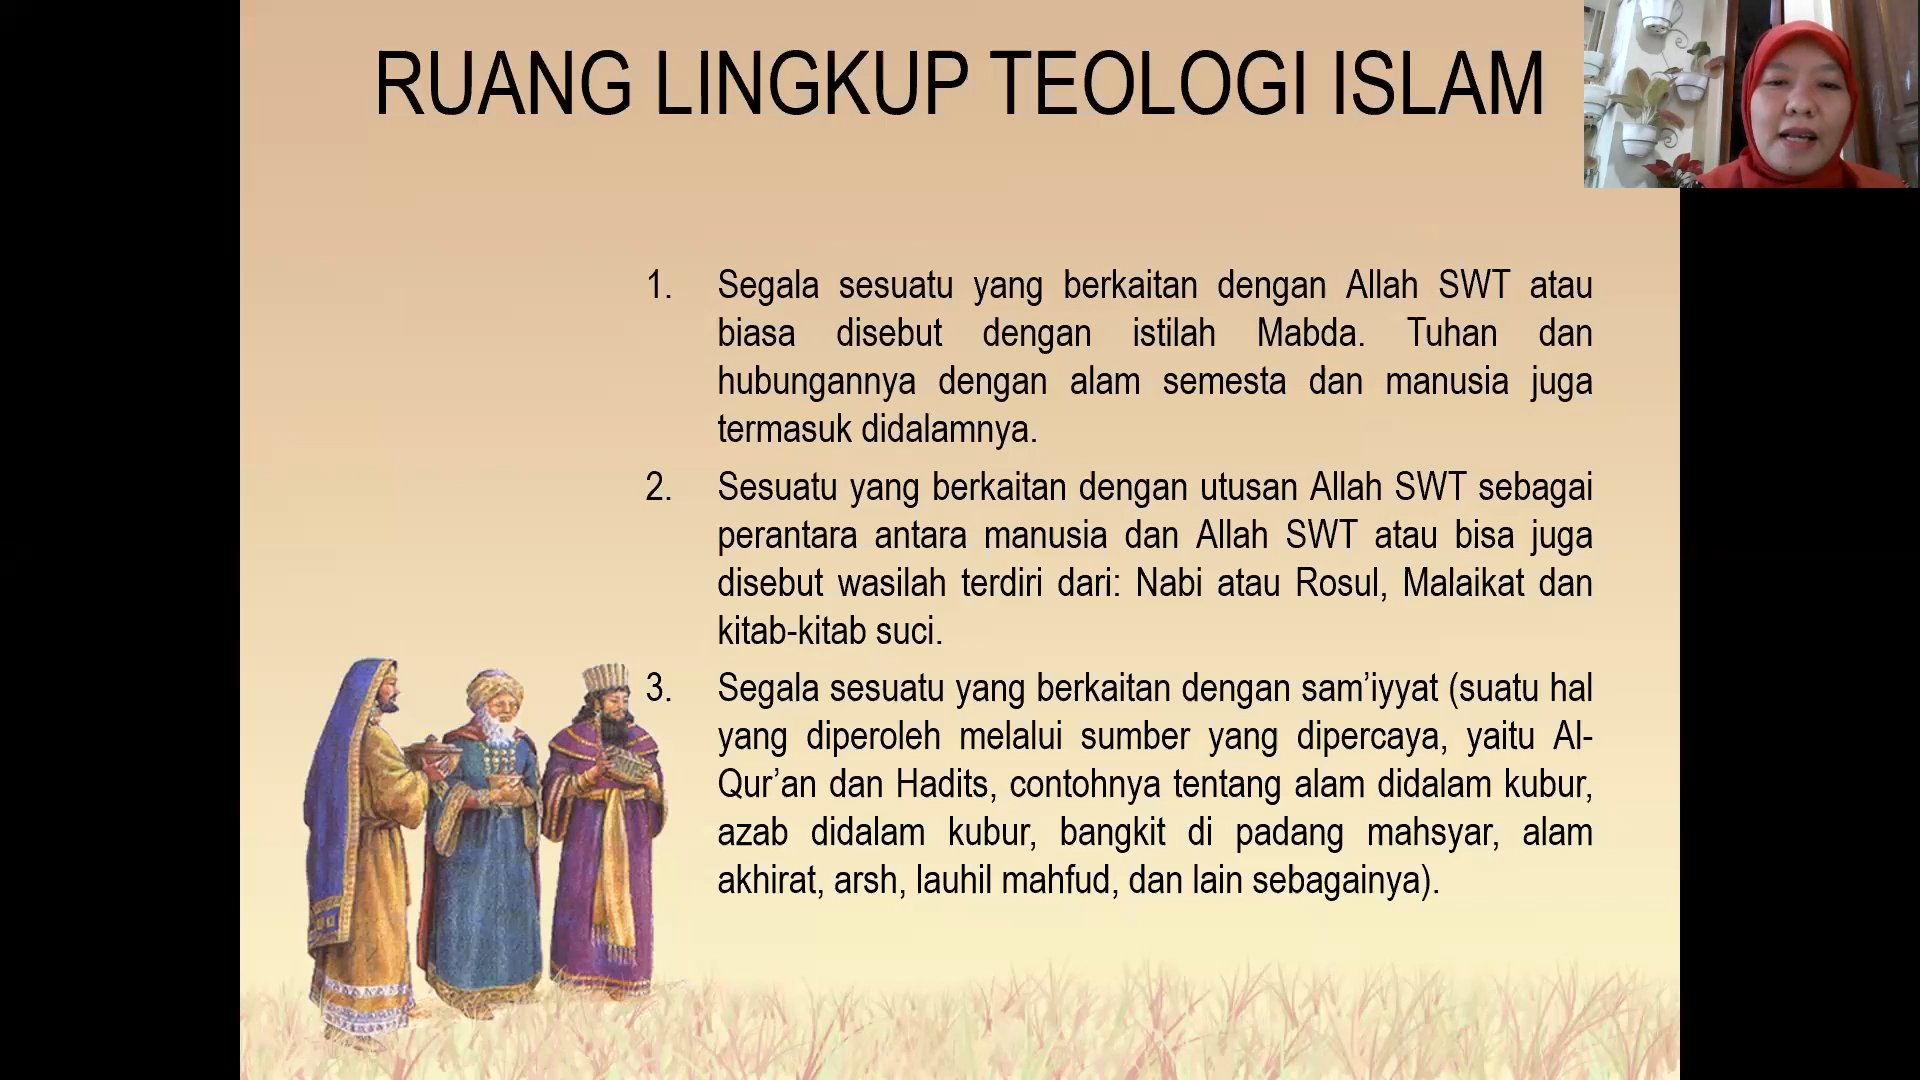 RUANG LINGKUP TEOLOGI ISLAM
1. Segala sesuatu yang berkaitan dengan Allah SWT atau
biasa disebut dengan istilah Mabda. Tuhan dan
hubungannya dengan alam semesta dan manusia juga
termasuk didalamnya.
2. Sesuatu yang berkaitan dengan utusan Allah SWT sebagai
perantara antara manusia dan Allah SWT atau bisa juga
disebut wasilah terdiri dari: Nabi atau Rosul, Malaikat dan
kitab-kitab suci.
3. Segala sesuatu yang berkaitan dengan sam’iyyat (suatu hal
yang diperoleh melalui sumber yang dipercaya, yaitu Al-
Qur’an dan Hadits, contohnya tentang alam didalam kubur,
azab didalam kubur, bangkit di padang mahsyar, alam
akhirat, arsh, lauhil mahfud, dan lain sebagainya).